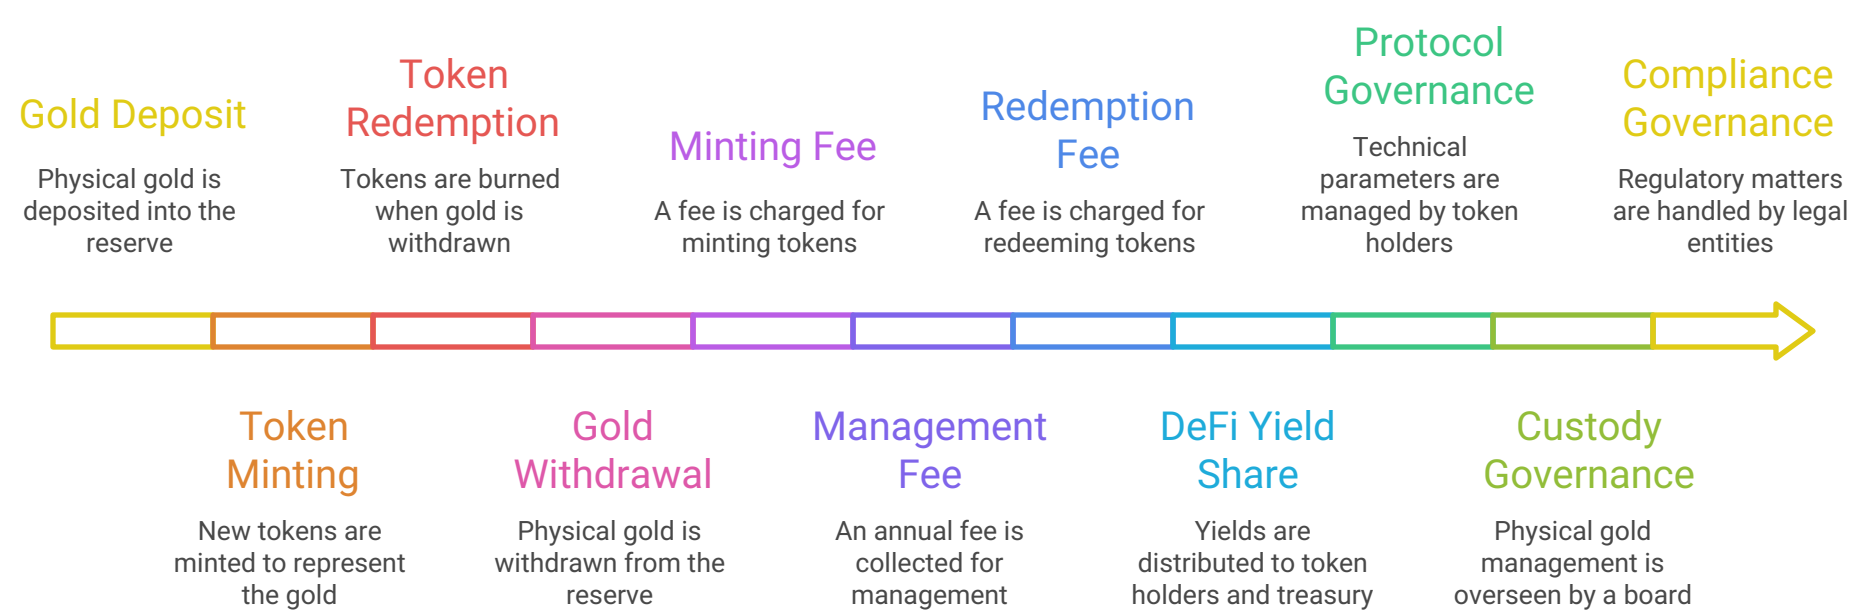 Gold Deposit
Physical gold is
deposited into the
reserve
Token
Minting
New tokens are
minted to represent
the gold
Token
Redemption
Tokens are burned
when gold is
withdrawn
Gold
Withdrawal
Physical gold is
withdrawn from the
reserve
Minting Fee
A fee is charged for
minting tokens
Management
Fee
An annual fee is
collected for
management
Redemption
Fee
A fee is charged for
redeeming tokens
DeFi Yield
Share
Yields are
distributed to token
holders and treasury
Protocol
Governance
Technical
parameters are
managed by token
holders
Custody
Governance
Physical gold
management is
overseen by a board
Compliance
Governance
Regulatory matters
are handled by legal
entities